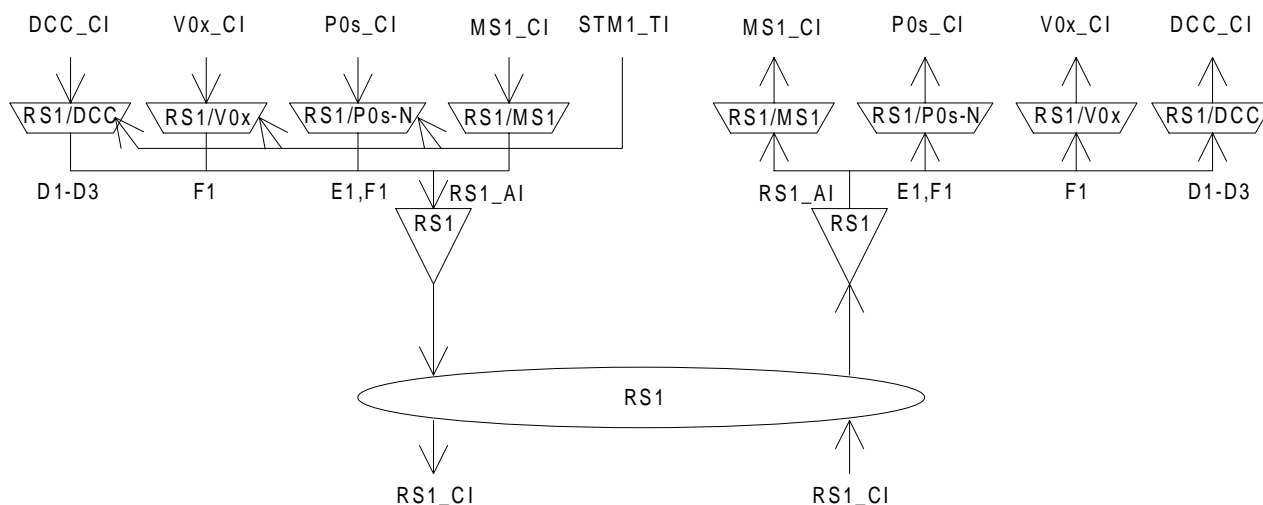 DCC_CI V0x_CI P0s_CI MS1_CI STM1_TI MS1_CI P0s_CI V0x_CI DCC_CI
RS1/DCC RS1/V0x RS1/P0s-N RS1/MS1 RS1/MS1 RS1/P0s-N RS1/V0x RS1/DCC
D1-D3 F1 E1,F1 RS1_AI RS1_AI E1,F1 F1 D1-D3
RS1 RS1
RS1
RS1_CI RS1_CI